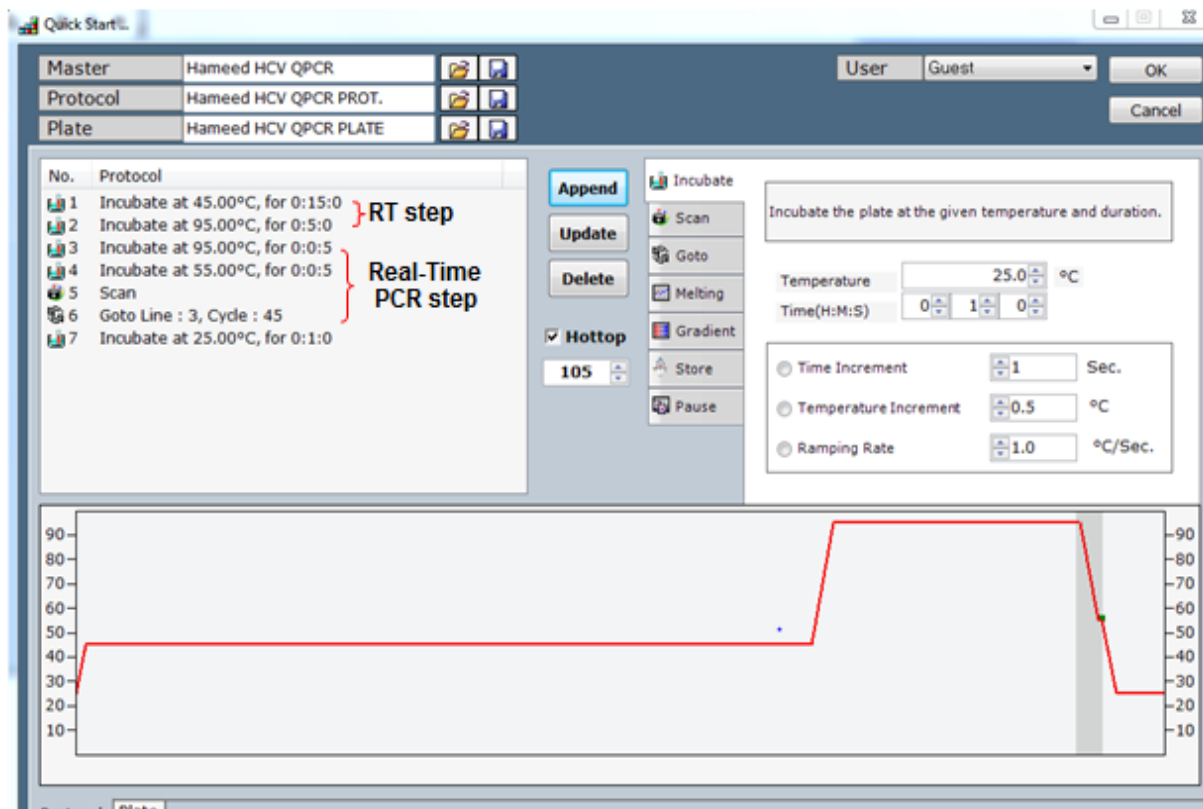 Quick Start...
Master Hameed HCV QPCR User Guest OK
Protocol Hameed HCV QPCR PROT. Cancel
Plate Hameed HCV QPCR PLATE
No. Protocol
1 Incubate at 45.00°C, for 0:15:0
2 Incubate at 95.00°C, for 0:5:0
3 Incubate at 95.00°C, for 0:0:5
4 Incubate at 55.00°C, for 0:0:5
5 Scan
6 Goto Line : 3, Cycle : 45
7 Incubate at 25.00°C, for 0:1:0
RT step
Real-Time
PCR step
Append
Update
Delete
Hottop
105
Incubate
Scan
Goto
Melting
Gradient
Store
Pause
Incubate the plate at the given temperature and duration.
Temperature 25.0 °C
Time(H:M:S) 0 1 0
Time Increment 1 Sec.
Temperature Increment 0.5 °C
Ramping Rate 1.0 °C/Sec.
90 90
80 80
70 70
60 60
50 50
40 40
30 30
20 20
10 10
Plate